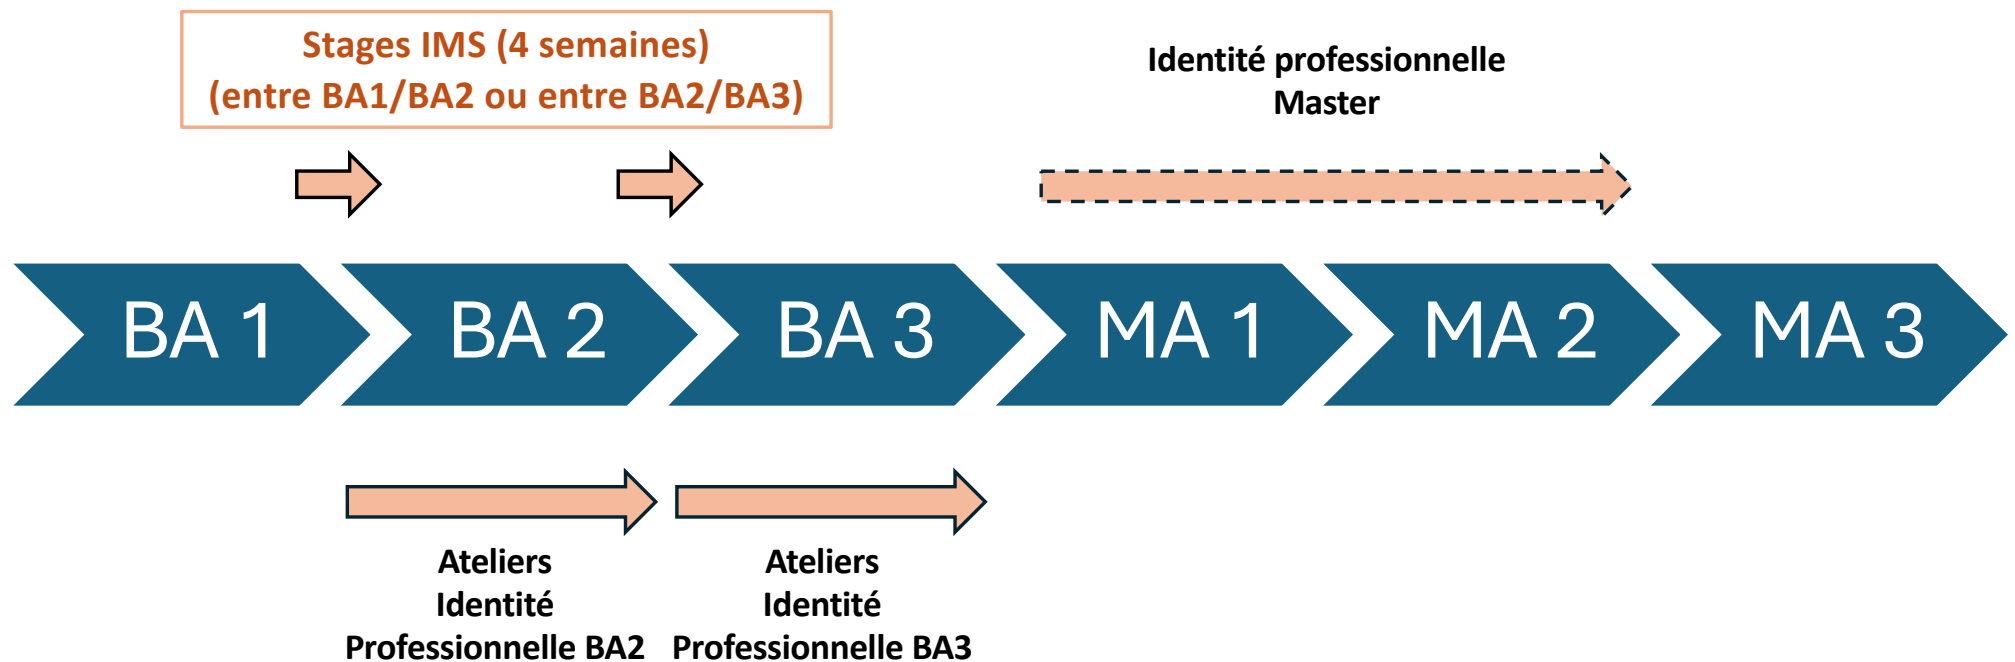 Stages IMS (4 semaines)
(entre BA1/BA2 ou entre BA2/BA3)
Identité professionnelle
Master
BA 1
BA 2
BA 3
MA 1
MA 2
MA 3
Ateliers
Identité
Professionnelle BA2
Ateliers
Identité
Professionnelle BA3